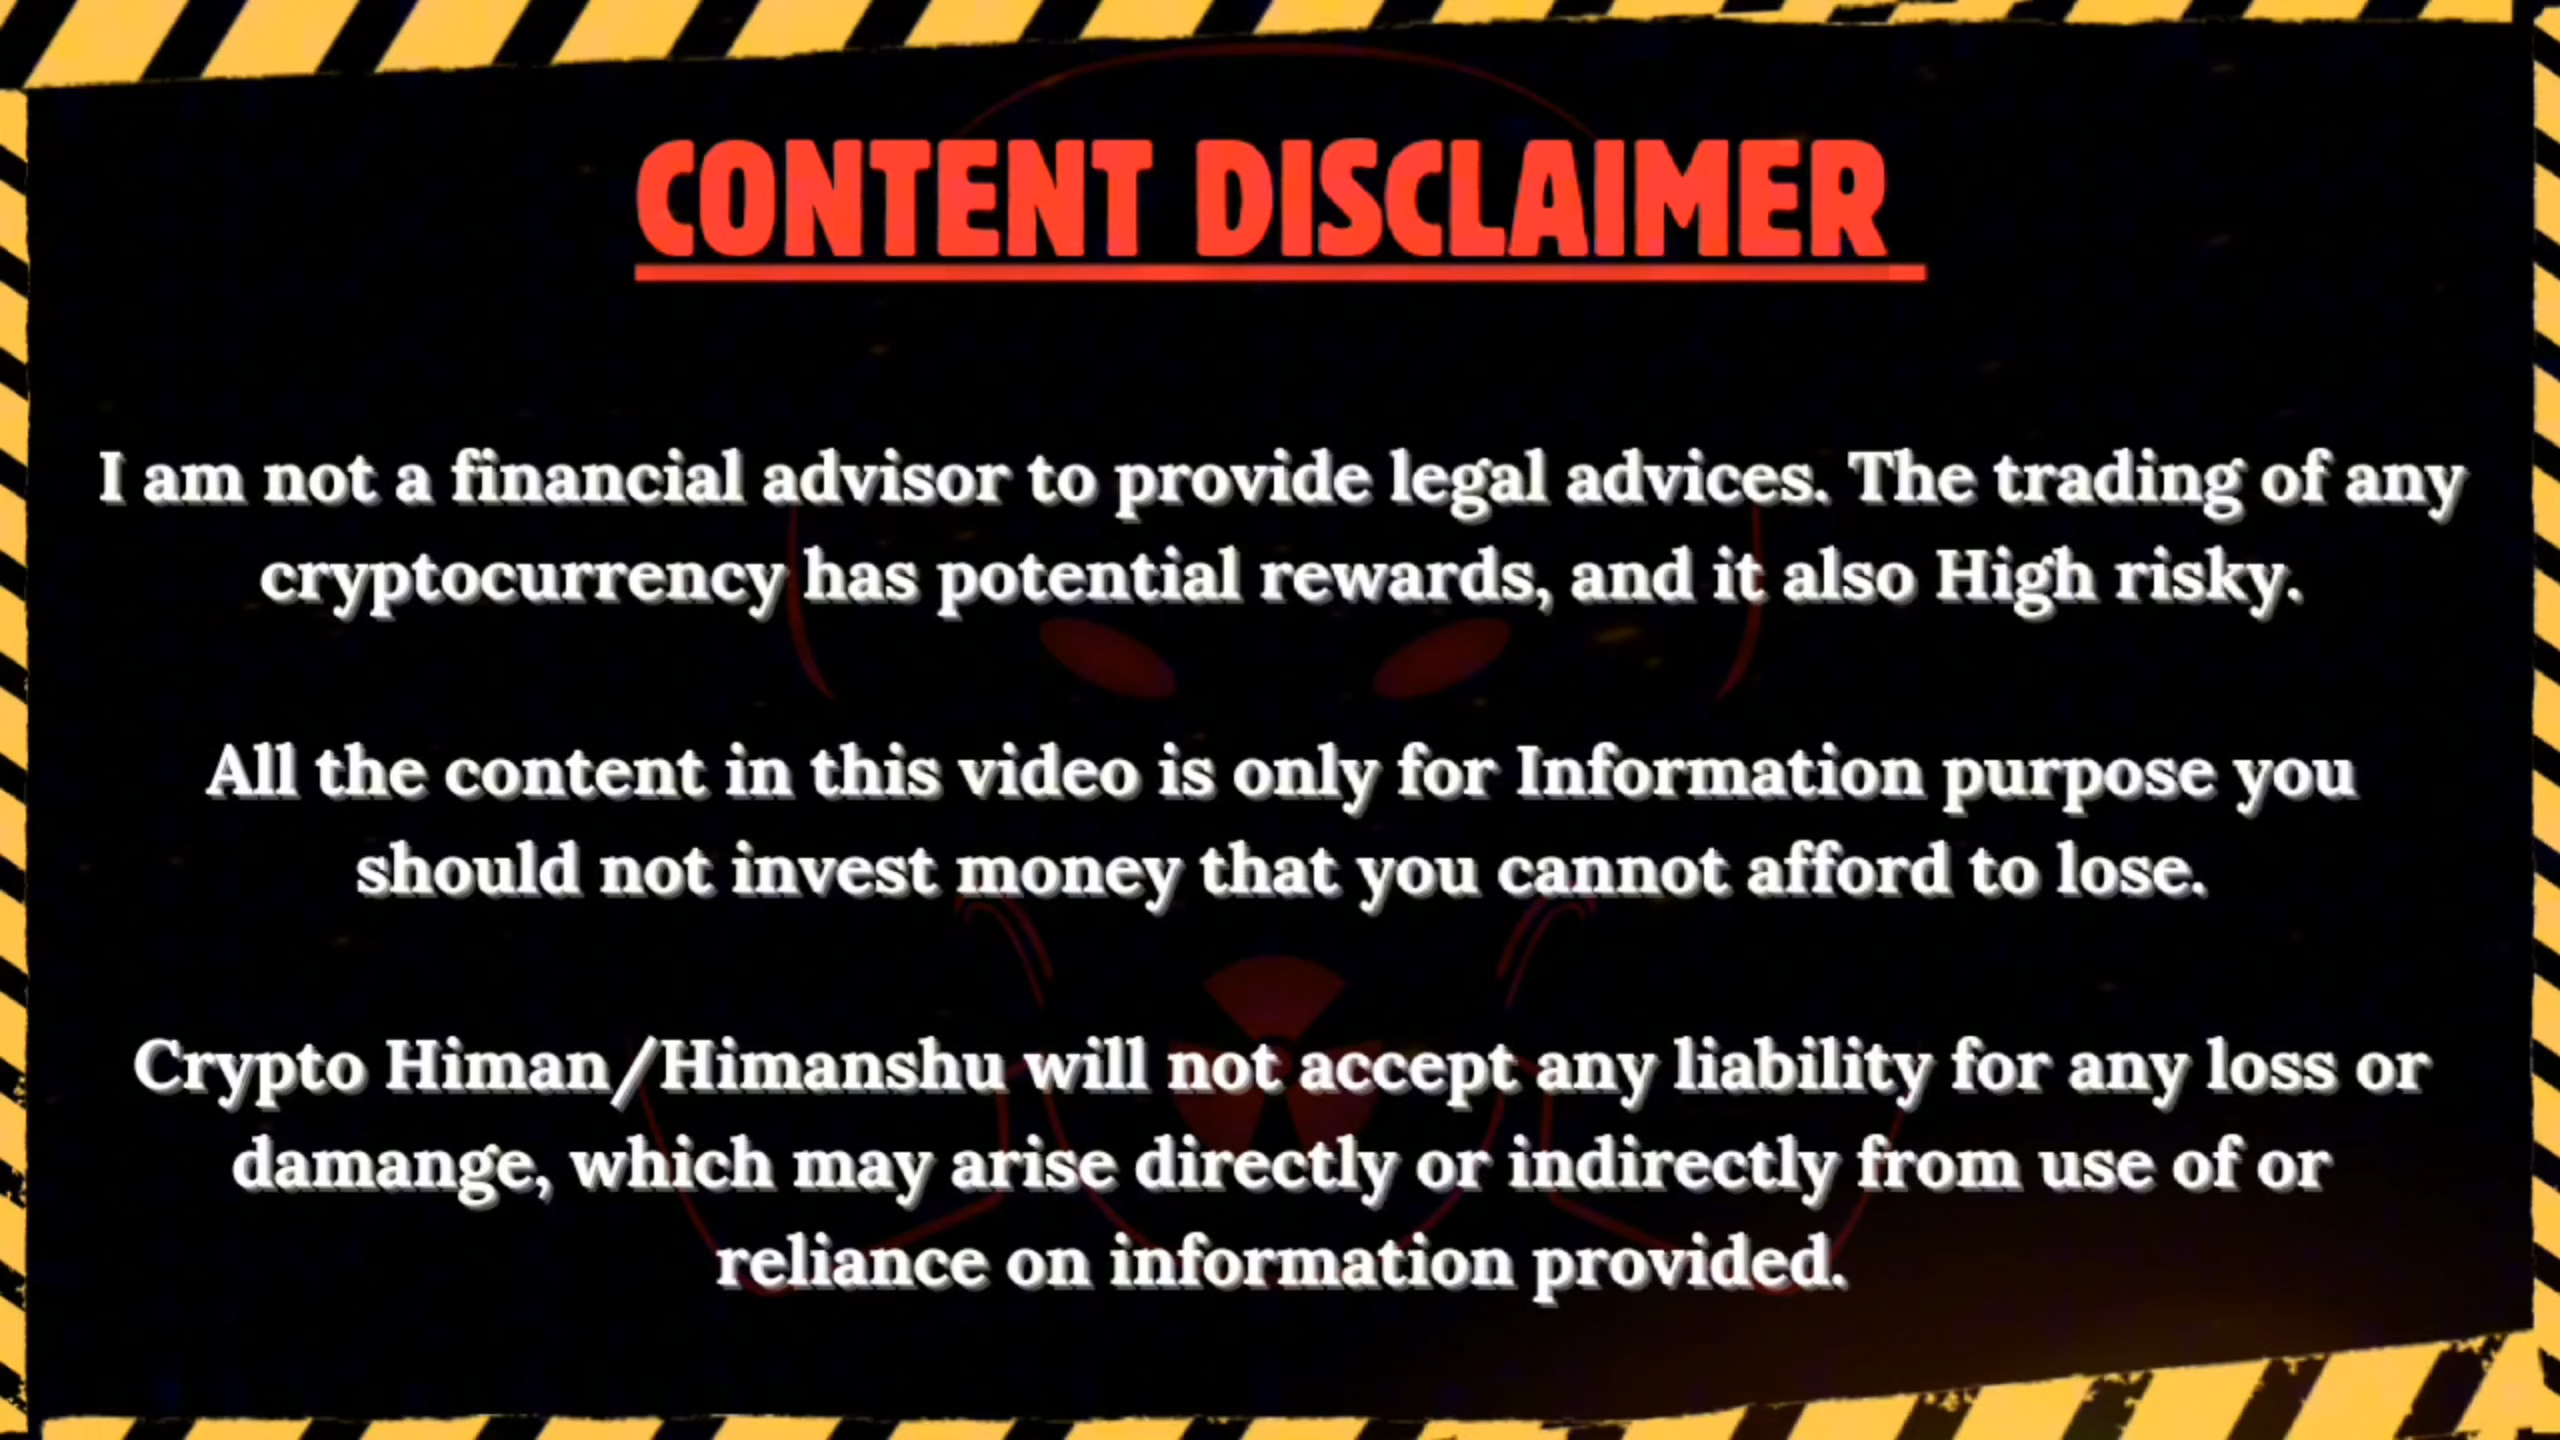 CONTENT DISCLAIMER
I am not a financial advisor to provide legal advices. The trading of any
cryptocurrency has potential rewards, and it also High risky.
All the content in this video is only for Information purpose you
should not invest money that you cannot afford to lose.
Crypto Himan/Himanshu will not accept any liability for any loss or
damange, which may arise directly or indirectly from use of or
reliance on information provided.